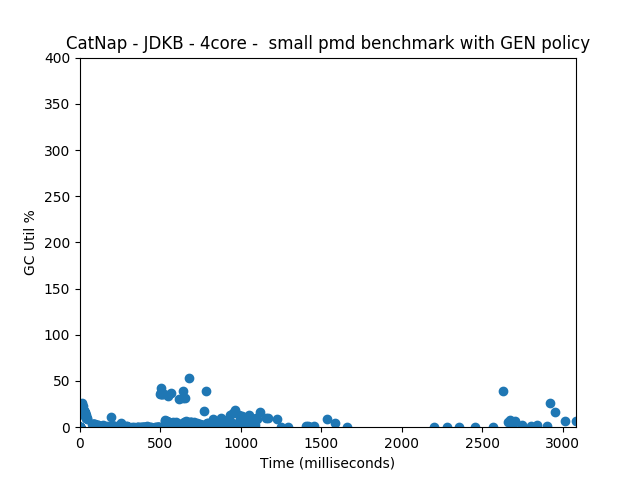 CatNap - JDKB - 4core -  small pmd benchmark with GEN policy
400
350
300
250
200
150
100
50
0
GC Util %
0 500 1000 1500 2000 2500 3000
Time (milliseconds)